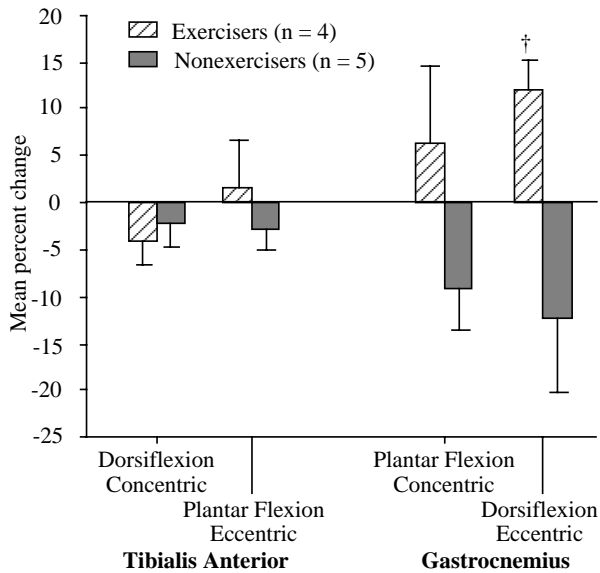 Exercisers (n = 4)
Nonexercisers (n = 5)
†
Mean percent change
20
15
10
5
0
-5
-10
-15
-20
-25
Dorsiflexion
Concentric
Plantar Flexion
Eccentric
Tibialis Anterior
Plantar Flexion
Concentric
Dorsiflexion
Eccentric
Gastrocnemius